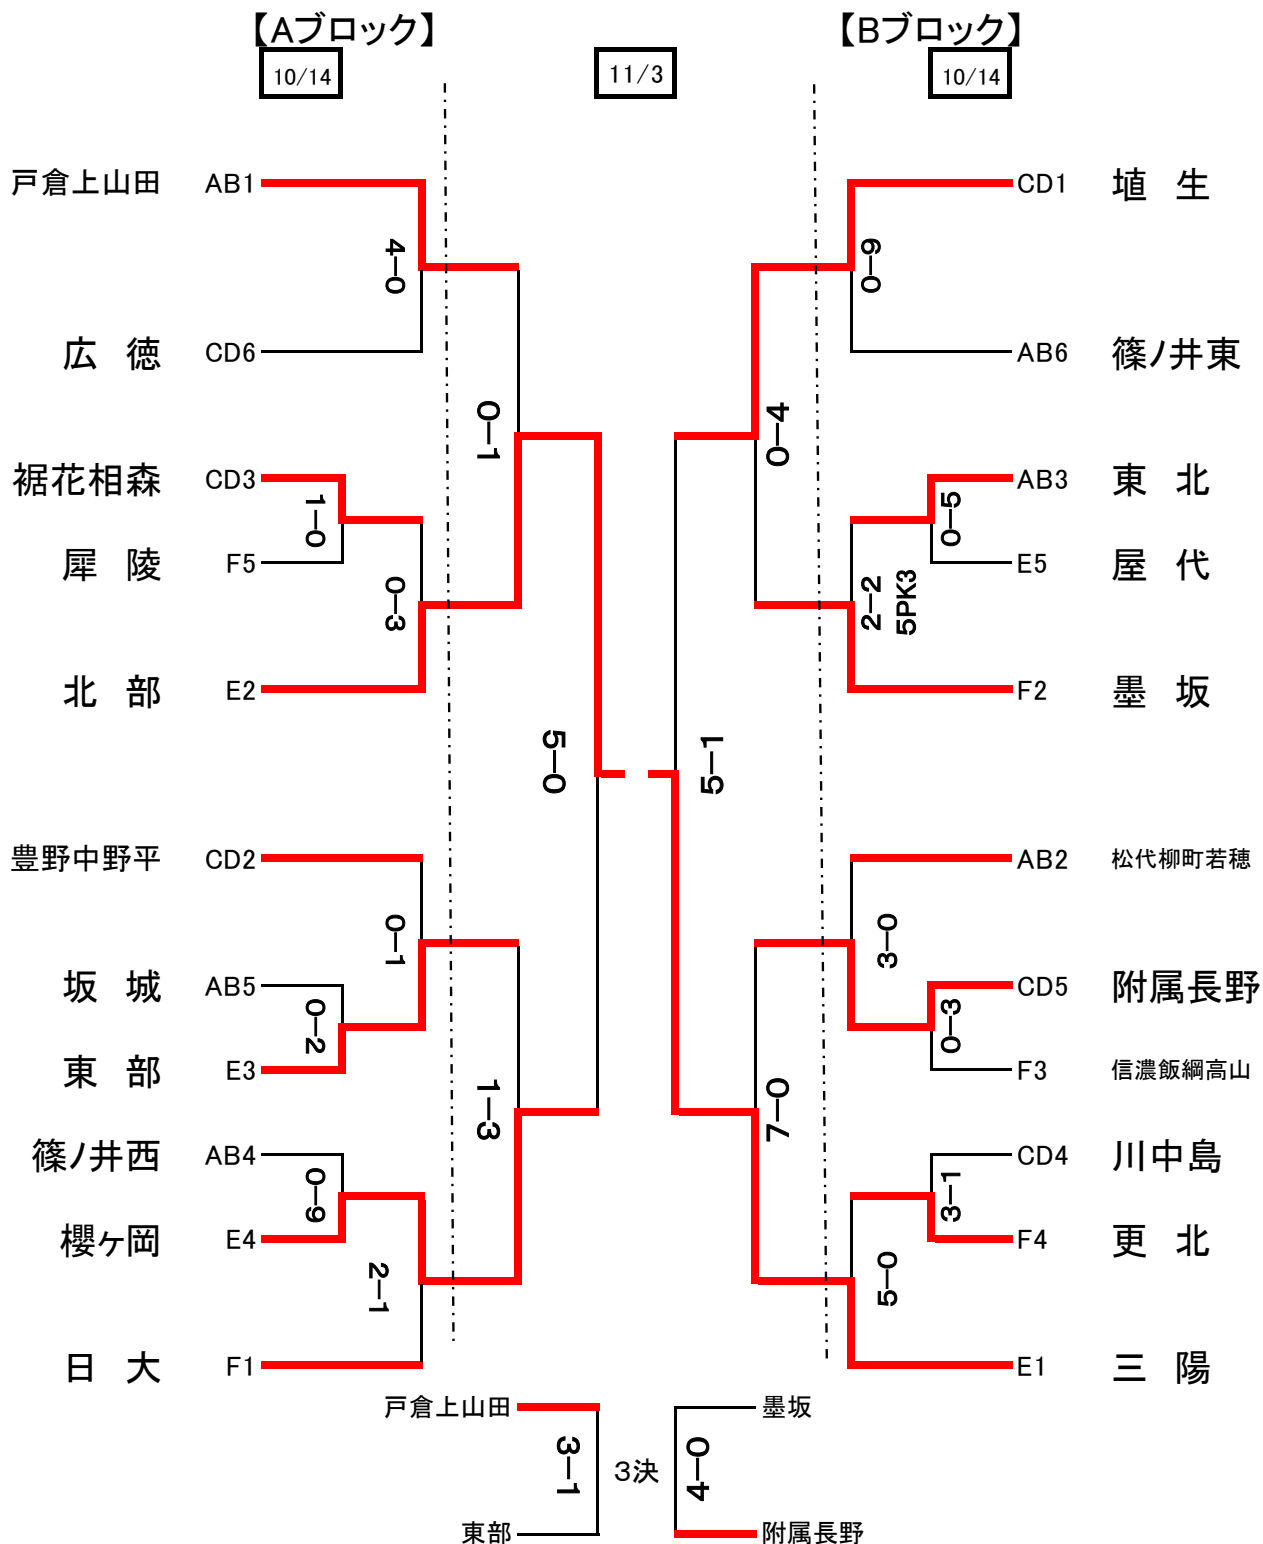 【Aブロック】 【Bブロック】
10/14 11/3 10/14
戸倉上山田 AB1 CD1 埴 生
4―0 0―9
広 徳 CD6 AB6 篠ノ井東
0―1 0―4
裾花相森 CD3 AB3 東 北
1―0 0―5
犀 陵 F5 E5 屋 代
0―3 2―2 5PK3
北 部 E2 F2 墨 坂
5―0 5―1
豊野中野平 CD2 AB2 松代柳町若穂
0―1 3―0
坂 城 AB5 CD5 附属長野
0―2 0―3
東 部 E3 F3 信濃飯綱高山
1―3 7―0
篠ノ井西 AB4 CD4 川中島
0―9 3―1
櫻ヶ岡 E4 F4 更 北
2―1 5―0
日 大 F1 E1 三 陽
戸倉上山田 墨坂
3―1 3決 4―0
東部 附属長野